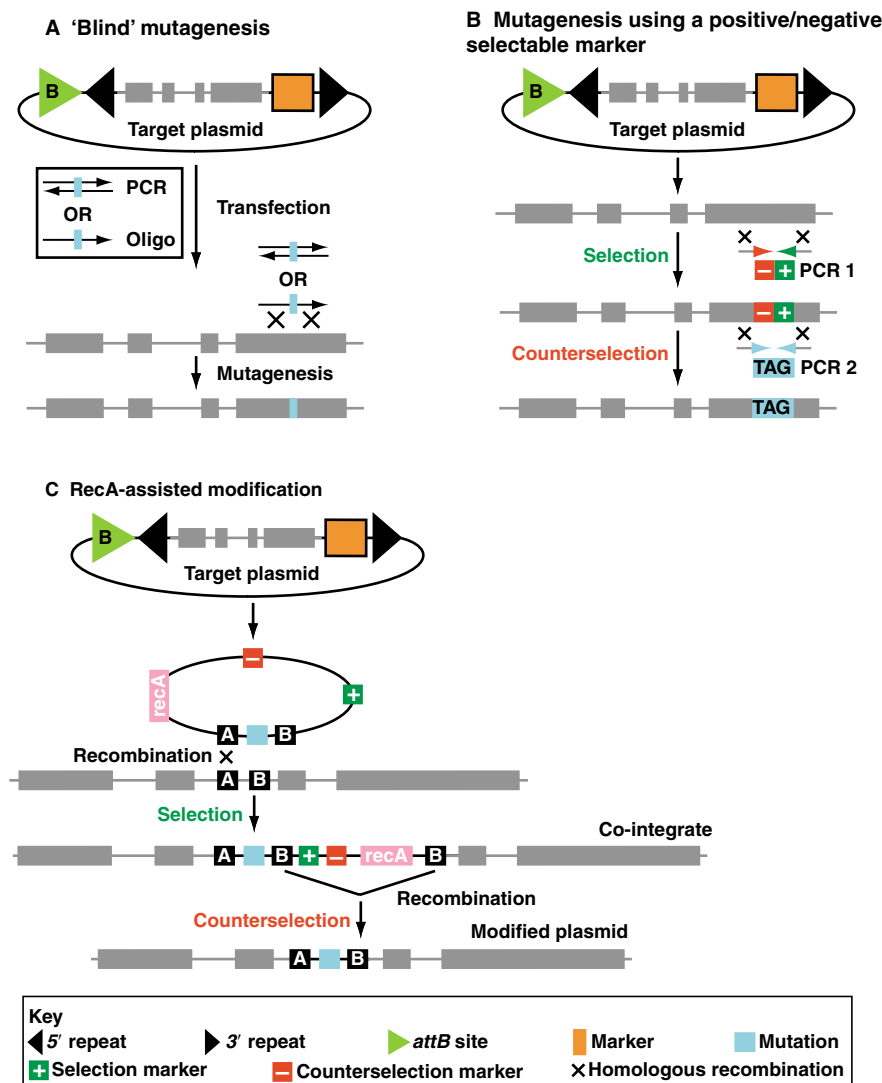 A ‘Blind’ mutagenesis
B
Target plasmid
PCR
OR
Oligo
Transfection
OR
Mutagenesis
B Mutagenesis using a positive/negative
selectable marker
B
Target plasmid
Selection
− + PCR 1
− +
Counterselection
TAG PCR 2
TAG
C RecA-assisted modification
B
Target plasmid
−
recA
+
A B
Recombination
A B
Selection
Co-integrate
A B + − recA B
Recombination
Counterselection
Modified plasmid
A B
Key
5′ repeat 3′ repeat attB site Marker Mutation
+ Selection marker − Counterselection marker × Homologous recombination